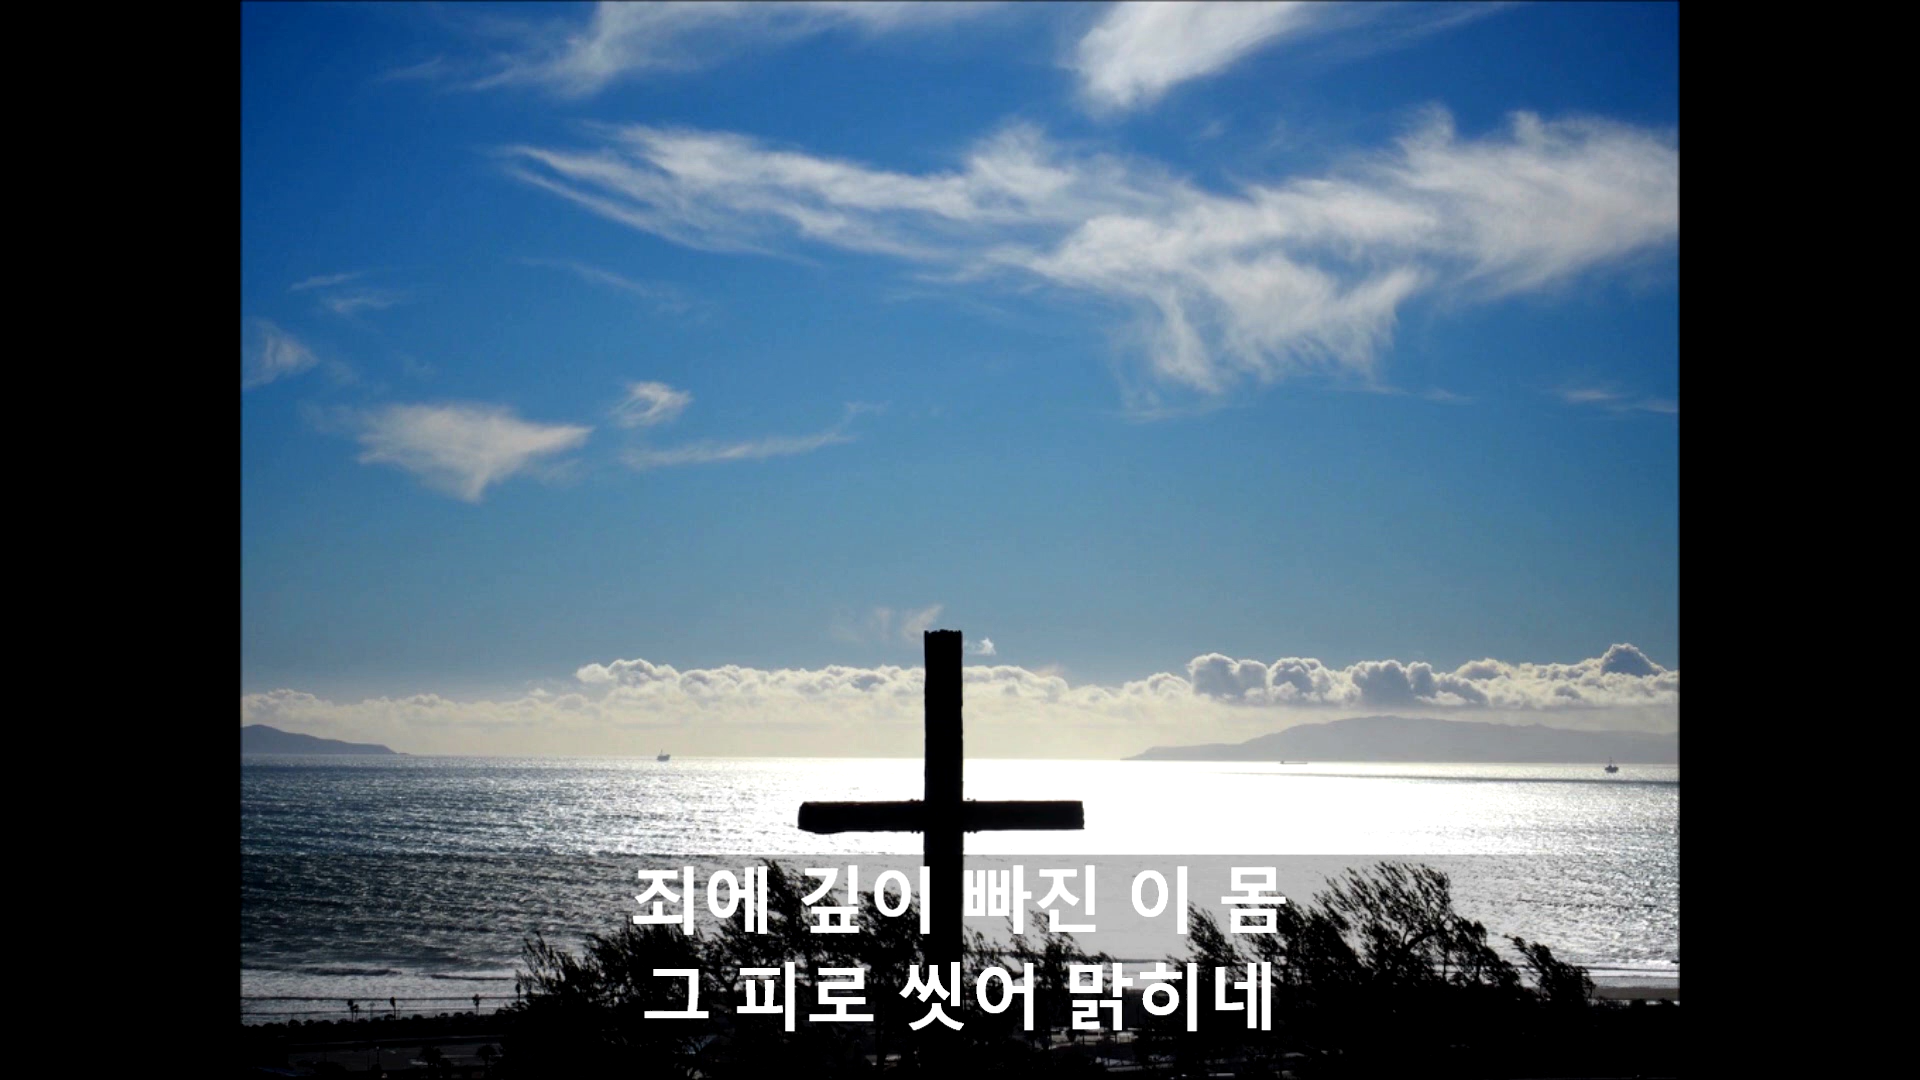 죄에 깊이 빠진 이 몸
그 피로 씻어 맑히네